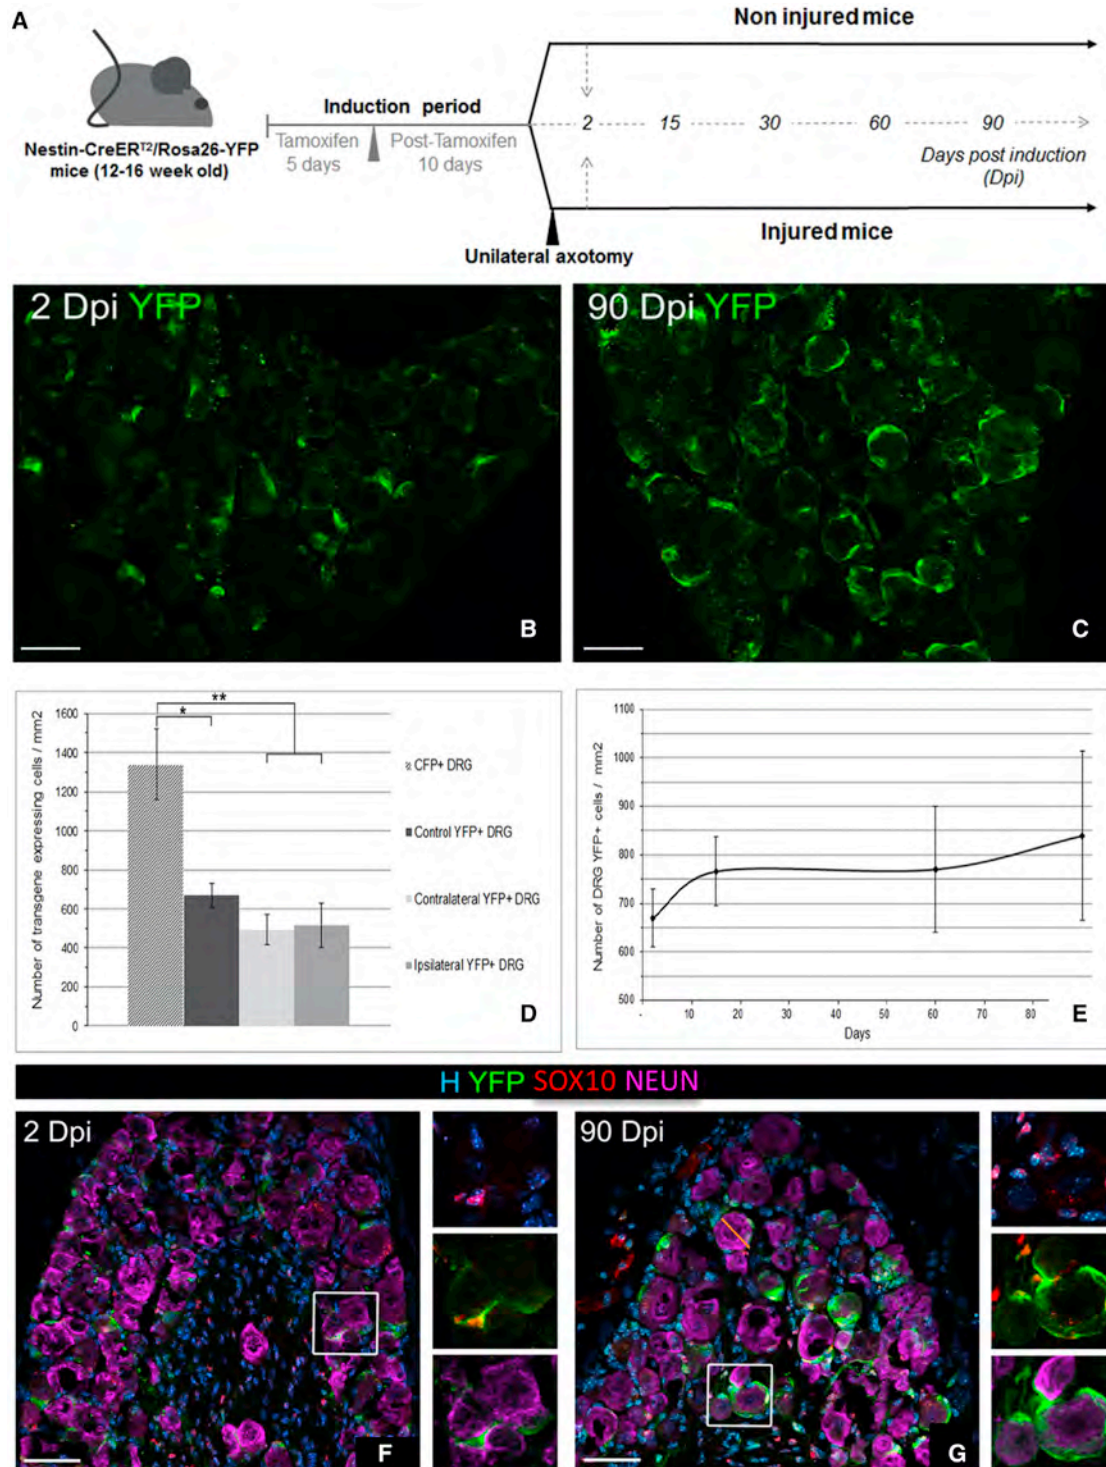 A
Non injured mice
Induction period
Tamoxifen
5 days
Post-Tamoxifen
10 days
2
15
30
60
90
Days post induction
(Dpi)
Nestin-CreERT2/Rosa26-YFP
mice (12-16 week old)
Injured mice
Unilateral axotomy
2 Dpi YFP
B
90 Dpi YFP
C
Number of transgene expressing cells / mm2
1600
1400
1200
1000
800
600
400
200
0
**
*
CFP+ DRG
Control YFP+ DRG
Contralateral YFP+ DRG
Ipsilateral YFP+ DRG
D
Number of DRG YFP+ cells / mm2
1100
1000
900
800
700
600
500
-
10
20
30
40
50
60
70
80
Days
E
H YFP SOX10 NEUN
2 Dpi
F
90 Dpi
G